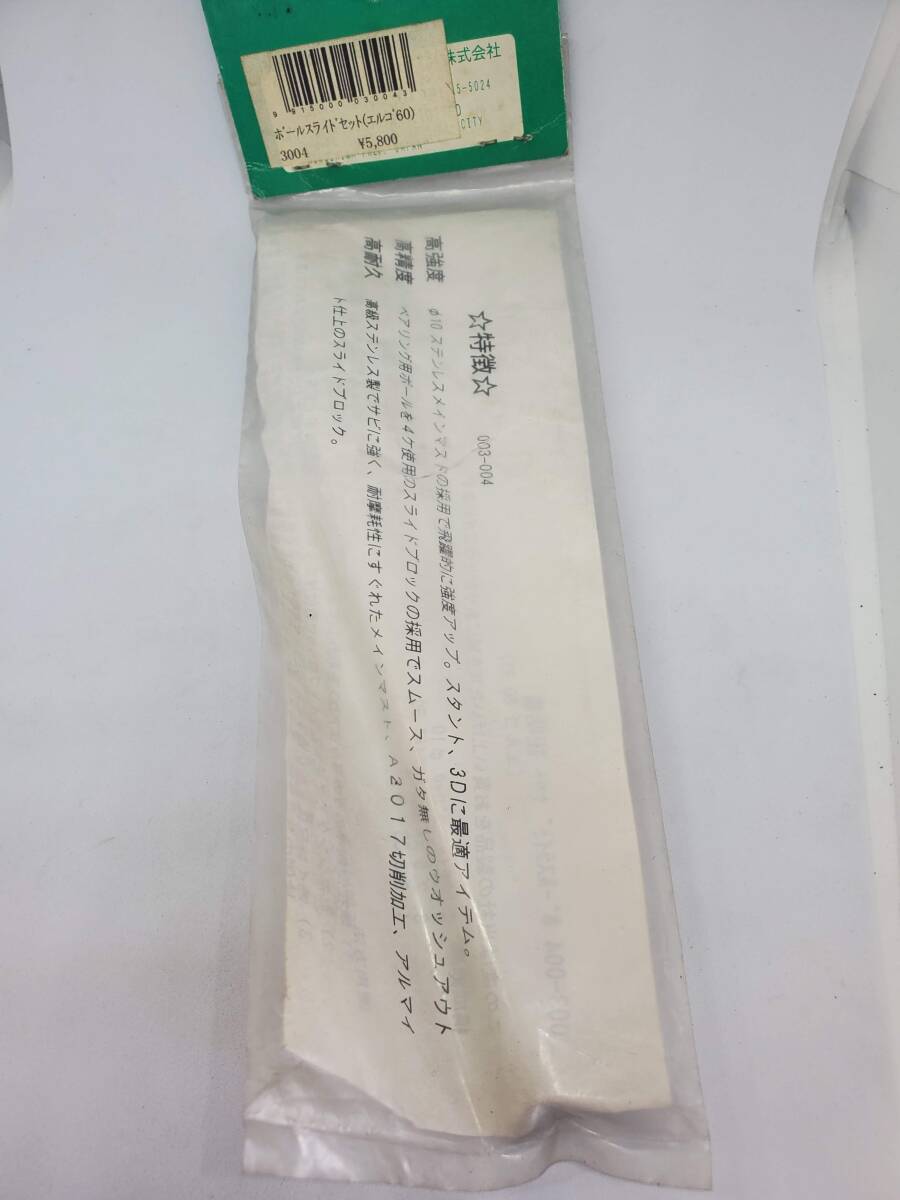 株式会社
5-5024
D
CITY
9 915000 030043
ボールスライドセット(エルゴ60)
3004 ¥5,800
☆特徴☆ 003-004
高強度 φ10ステンレスメインマストの採用で飛躍的に強度アップ。スタント、3Dに最適アイテム。
高精度 ベアリング用ボールを4ケ使用のスライドブロックの採用でスムース、ガタ無しのウオッシュアウト
高耐久 高級ステンレス製でサビに強く、耐摩耗性にすぐれたメインマスト、A2017切削加工、アルマイ
ト仕上のスライドブロック。